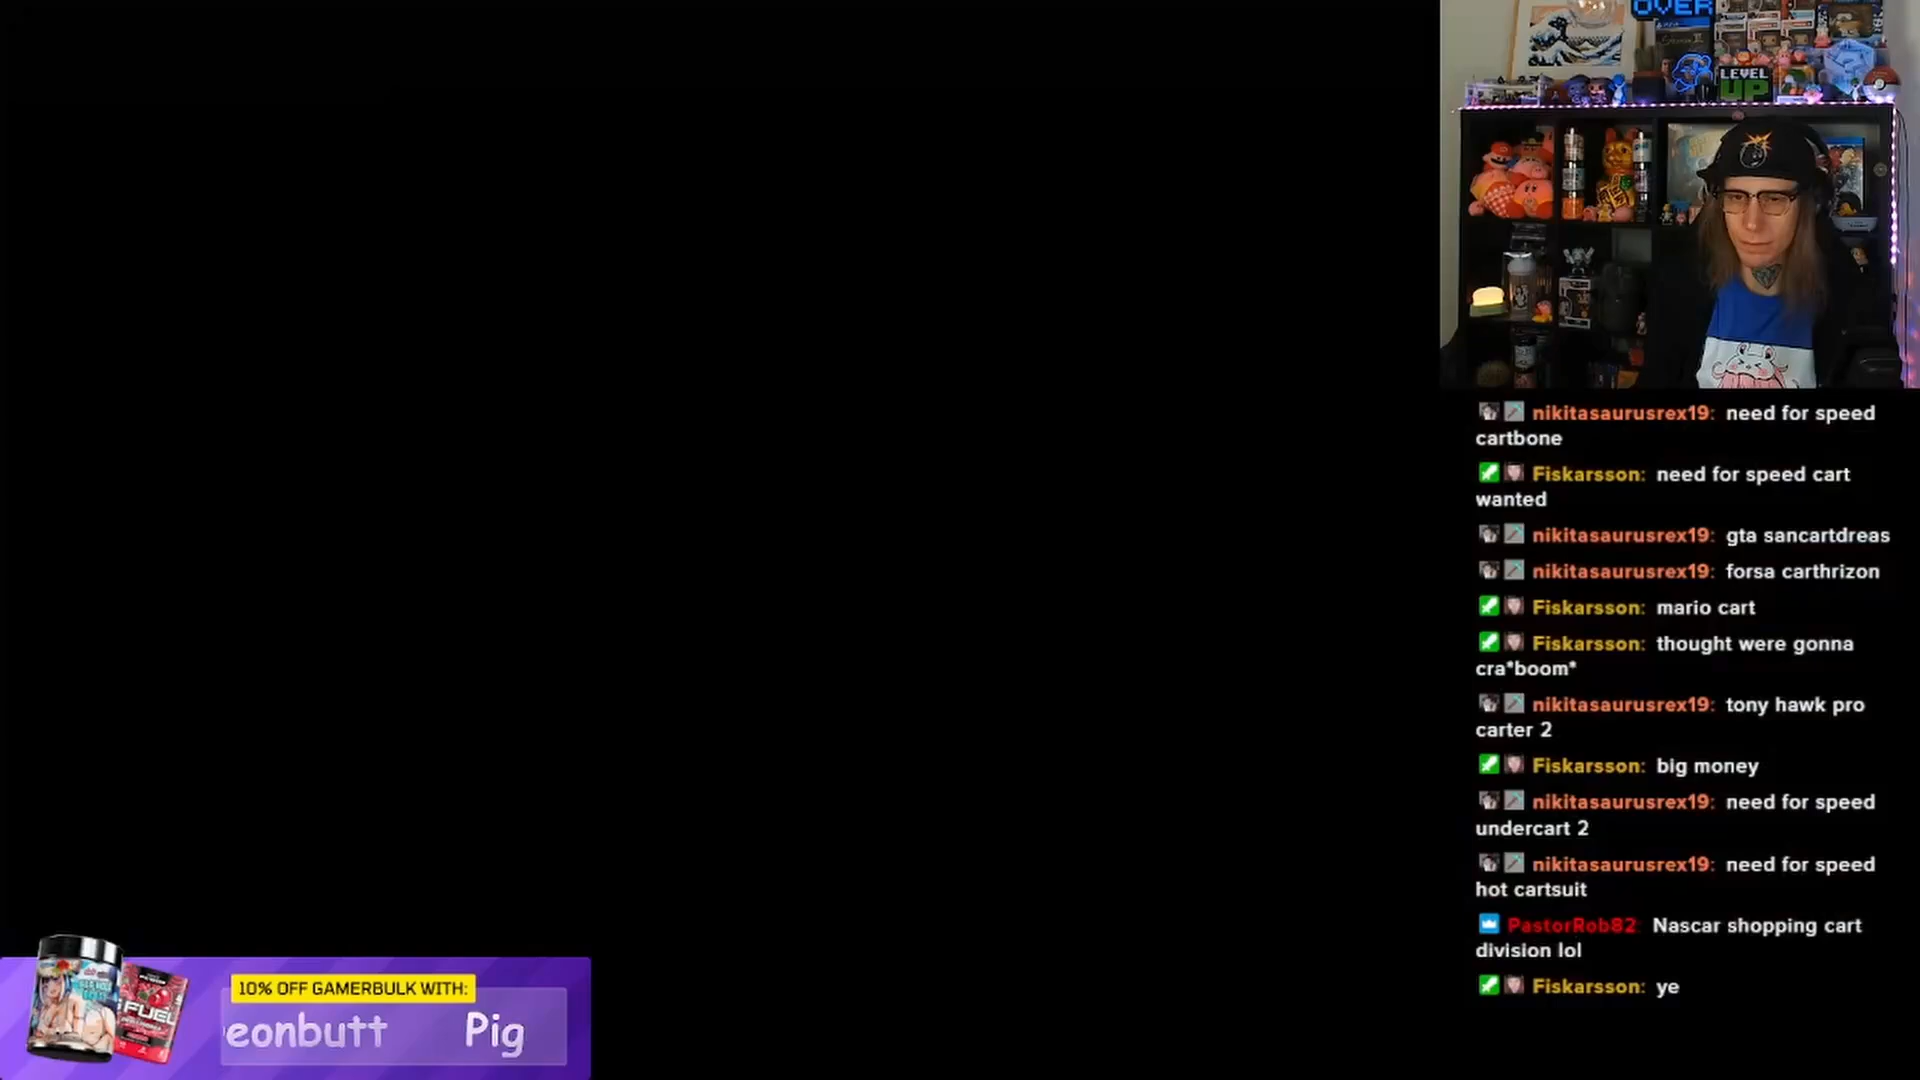 OVER
LEVEL
UP
nikitasaurusrex19: need for speed
cartbone
Fiskarsson: need for speed cart
wanted
nikitasaurusrex19: gta sancartdreas
nikitasaurusrex19: forsa carthrizon
Fiskarsson: mario cart
Fiskarsson: thought were gonna
cra*boom*
nikitasaurusrex19: tony hawk pro
carter 2
Fiskarsson: big money
nikitasaurusrex19: need for speed
undercart 2
nikitasaurusrex19: need for speed
hot cartsuit
PastorRob82: Nascar shopping cart
division lol
Fiskarsson: ye
10% OFF GAMERBULK WITH:
eonbutt Pig
FUEL